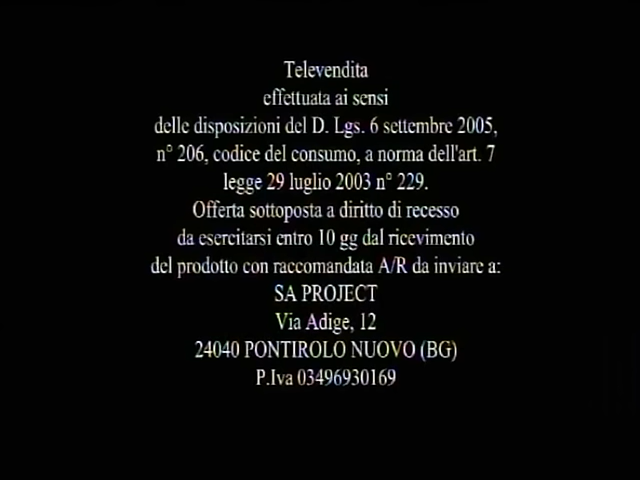 Televendita
effettuata ai sensi
delle disposizioni del D. Lgs. 6 settembre 2005,
n° 206, codice del consumo, a norma dell'art. 7
legge 29 luglio 2003 n° 229.
Offerta sottoposta a diritto di recesso
da esercitarsi entro 10 gg dal ricevimento
del prodotto con raccomandata A/R da inviare a:
SA PROJECT
Via Adige, 12
24040 PONTIROLO NUOVO (BG)
P.Iva 03496930169